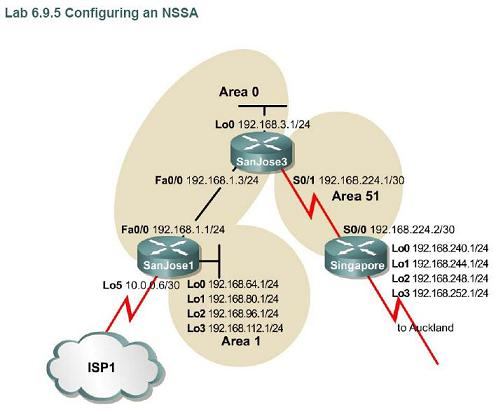 Lab 6.9.5 Configuring an NSSA
Area 0
Lo0 192.168.3.1/24
SanJose3
Fa0/0 192.168.1.3/24
S0/1 192.168.224.1/30
Area 51
Fa0/0 192.168.1.1/24
S0/0 192.168.224.2/30
SanJose1
Singapore
Lo0 192.168.240.1/24
Lo1 192.168.244.1/24
Lo2 192.168.248.1/24
Lo3 192.168.252.1/24
Lo5 10.0.0.6/30
Lo0 192.168.64.1/24
Lo1 192.168.80.1/24
Lo2 192.168.96.1/24
Lo3 192.168.112.1/24
Area 1
to Auckland
ISP1